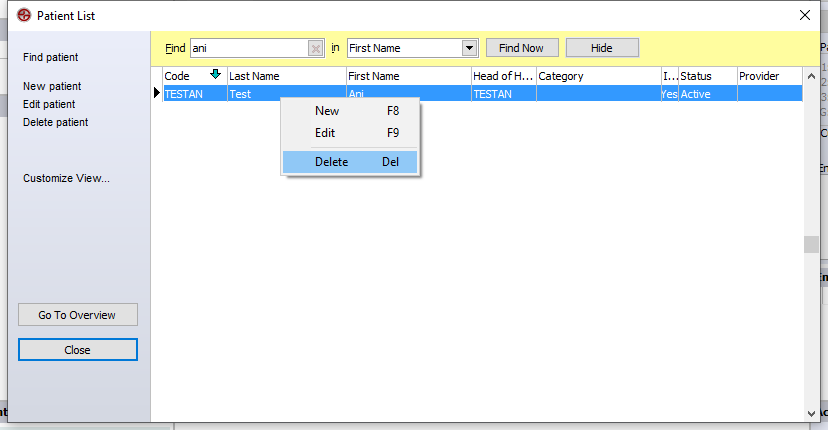 Patient List
Find patient
New patient
Edit patient
Delete patient
Customize View...
Go To Overview
Close
Find ani in First Name Find Now Hide
Code Last Name First Name Head of H... Category I... Status Provider
TESTAN Test Ani TESTAN Yes Active
New F8
Edit F9
Delete Del